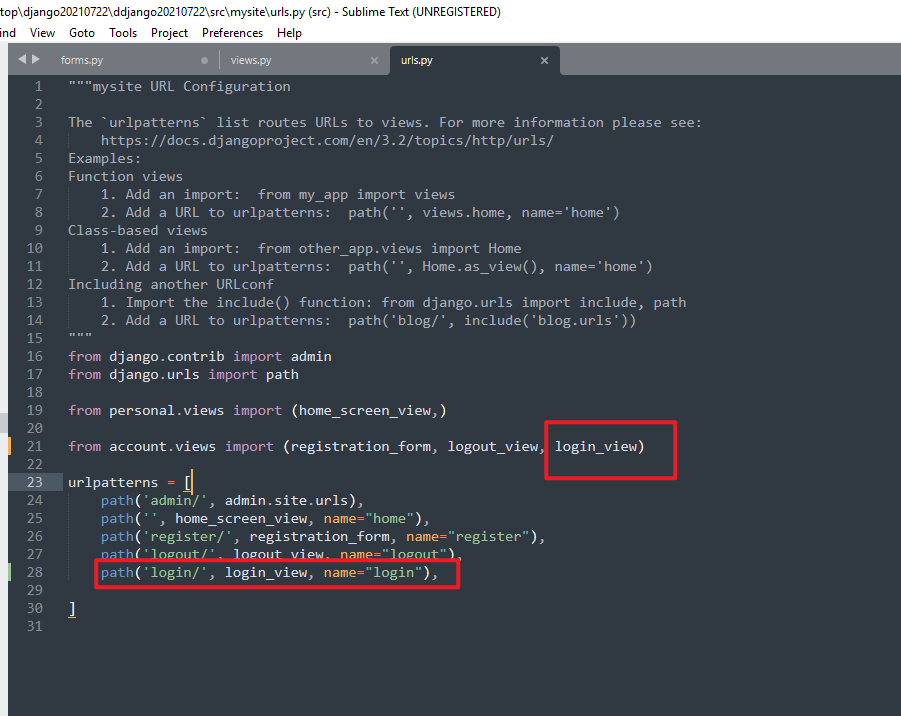 top\django20210722\ddjango20210722\src\mysite\urls.py (src) - Sublime Text (UNREGISTERED)
ind View Goto Tools Project Preferences Help
forms.py views.py urls.py
1 """mysite URL Configuration
2
3 The `urlpatterns` list routes URLs to views. For more information please see:
4 https://docs.djangoproject.com/en/3.2/topics/http/urls/
5 Examples:
6 Function views
7 1. Add an import:  from my_app import views
8 2. Add a URL to urlpatterns:  path('', views.home, name='home')
9 Class-based views
10 1. Add an import:  from other_app.views import Home
11 2. Add a URL to urlpatterns:  path('', Home.as_view(), name='home')
12 Including another URLconf
13 1. Import the include() function: from django.urls import include, path
14 2. Add a URL to urlpatterns:  path('blog/', include('blog.urls'))
15 """
16 from django.contrib import admin
17 from django.urls import path
18
19 from personal.views import (home_screen_view,)
20
21 from account.views import (registration_form, logout_view, login_view)
22
23 urlpatterns = [
24 path('admin/', admin.site.urls),
25 path('', home_screen_view, name="home"),
26 path('register/', registration_form, name="register"),
27 path('logout/', logout_view, name="logout"),
28 path('login/', login_view, name="login"),
29
30 ]
31